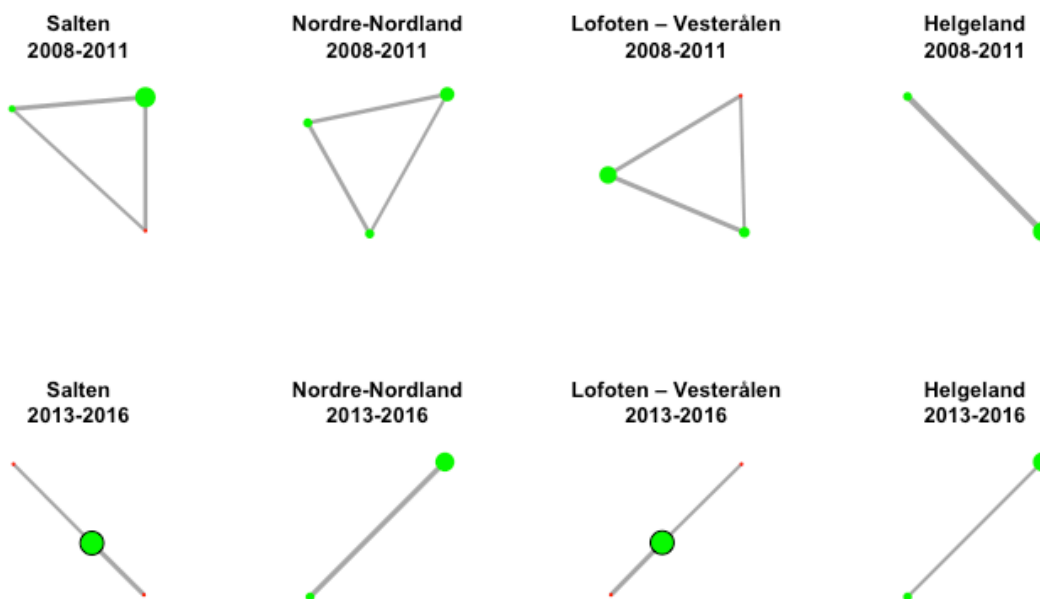 Salten
2008-2011
Nordre-Nordland
2008-2011
Lofoten – Vesterålen
2008-2011
Helgeland
2008-2011
Salten
2013-2016
Nordre-Nordland
2013-2016
Lofoten – Vesterålen
2013-2016
Helgeland
2013-2016